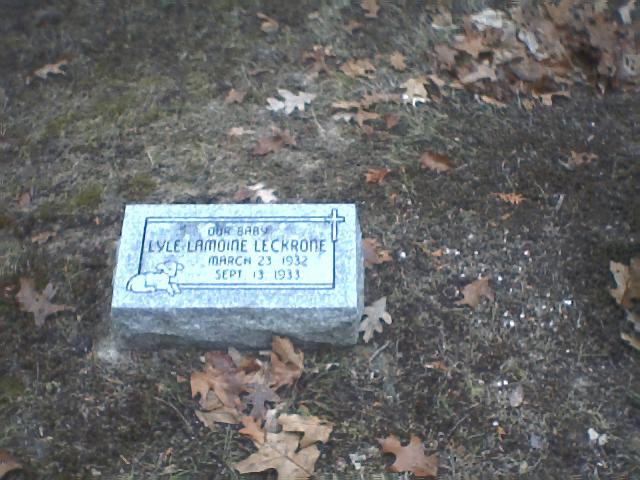 OUR BABY
LYLE LAMOINE LECKRONE
MARCH 23 1932
SEPT. 13 1933